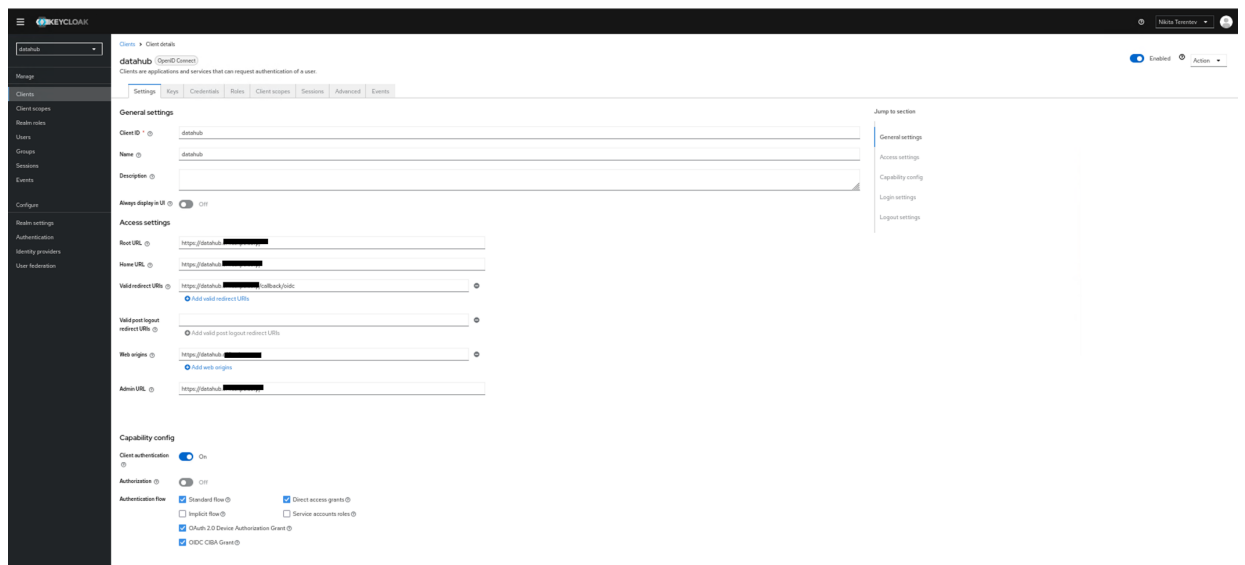 KEYCLOAK
Nikita Terentev
datahub
Manage
Clients
Client scopes
Realm roles
Users
Groups
Sessions
Events
Configure
Realm settings
Authentication
Identity providers
User federation
Clients Client details
datahub OpenID Connect
Clients are applications and services that can request authentication of a user.
Enabled
Action
Settings Keys Credentials Roles Client scopes Sessions Advanced Events
General settings
Client ID * datahub
Name datahub
Description
Always display in UI Off
Access settings
Root URL https://datahub.
Home URL https://datahub.
Valid redirect URIs https://datahub. /callback/oidc
Add valid redirect URIs
Valid post logout
redirect URIs
Add valid post logout redirect URIs
Web origins https://datahub.
Add web origins
Admin URL https://datahub.
Capability config
Client authentication On
Authorization Off
Authentication flow Standard flow Direct access grants
Implicit flow Service accounts roles
OAuth 2.0 Device Authorization Grant
OIDC CIBA Grant
Jump to section
General settings
Access settings
Capability config
Login settings
Logout settings